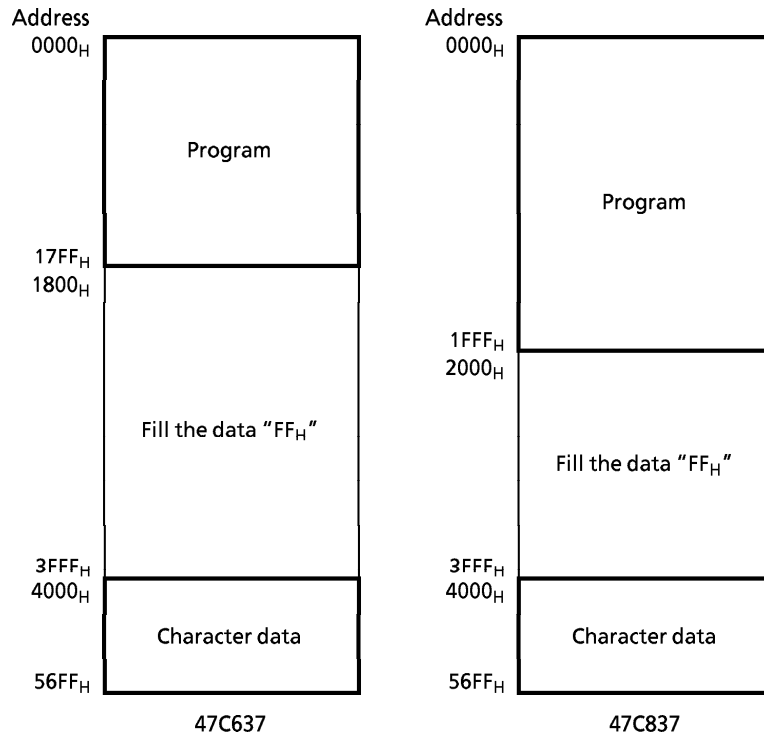 Address
0000H
Program
17FFH
1800H
Fill the data “FFH”
3FFFH
4000H
Character data
56FFH
47C637
Address
0000H
Program
1FFFH
2000H
Fill the data “FFH”
3FFFH
4000H
Character data
56FFH
47C837